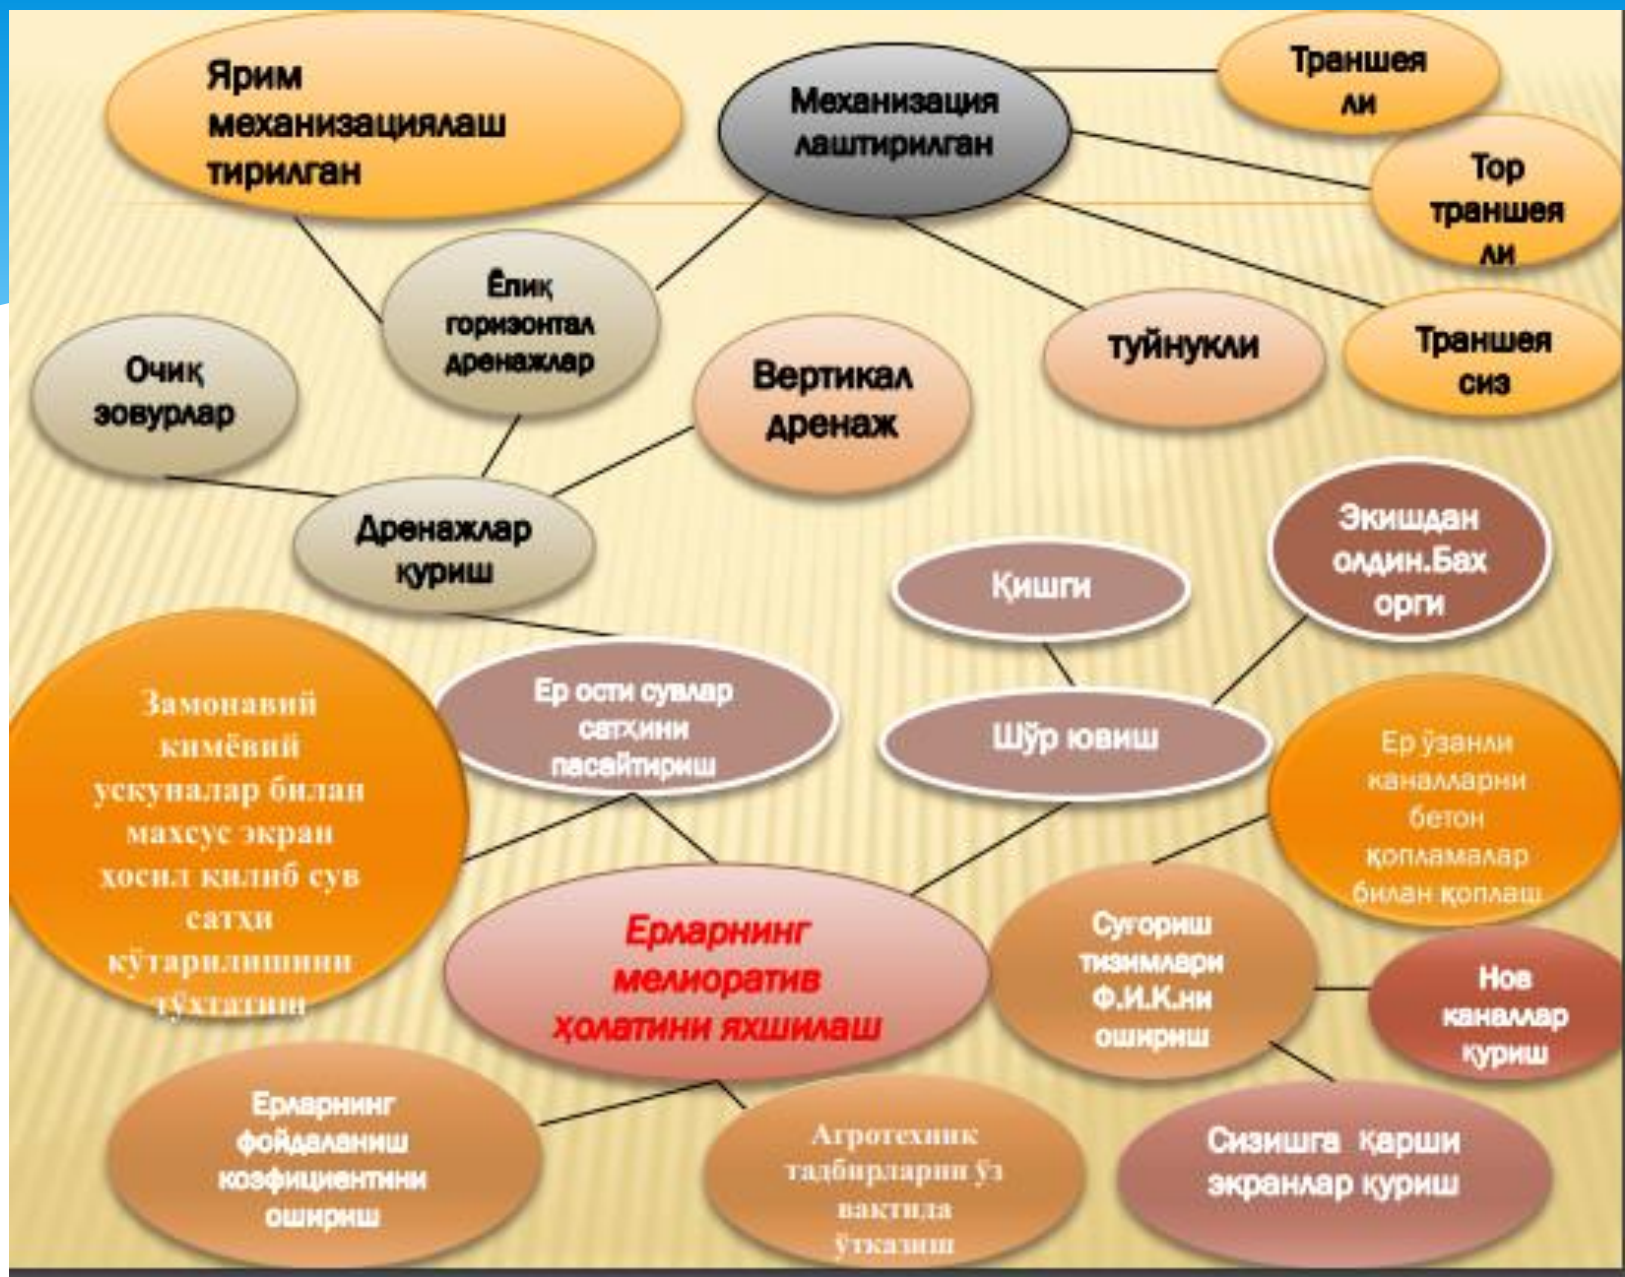 Ярим
механизациялаш
тирилган
Механизация
лаштирилган
Траншея
ли
Тор
траншея
ли
Ёпиқ
горизонтал
дренажлар
Очиқ
зовурлар
Вертикал
дренаж
туйнукли
Траншея
сиз
Дренажлар
қуриш
Қишги
Экишдан
олдин.Бах
орги
Замонавий
кимёвий
ускуналар билан
махсус экран
хосил килиб сув
сатҳи
кўтарилишини
тўхтатиш
Ер ости сувлар
сатҳини
пасайтириш
Шўр ювиш
Ер ўзанли
каналларни
бетон
қопламалар
билан қоплаш
Ерларнинг
мелиоратив
ҳолатини яхшилаш
Суғориш
тизимлари
Ф.И.К.ни
ошириш
Нов
каналлар
қуриш
Ерларнинг
фойдаланиш
коэфициентини
ошириш
Агротехник
тадбирларни ўз
вактида
ўтказиш
Сизишга қарши
экранлар қуриш